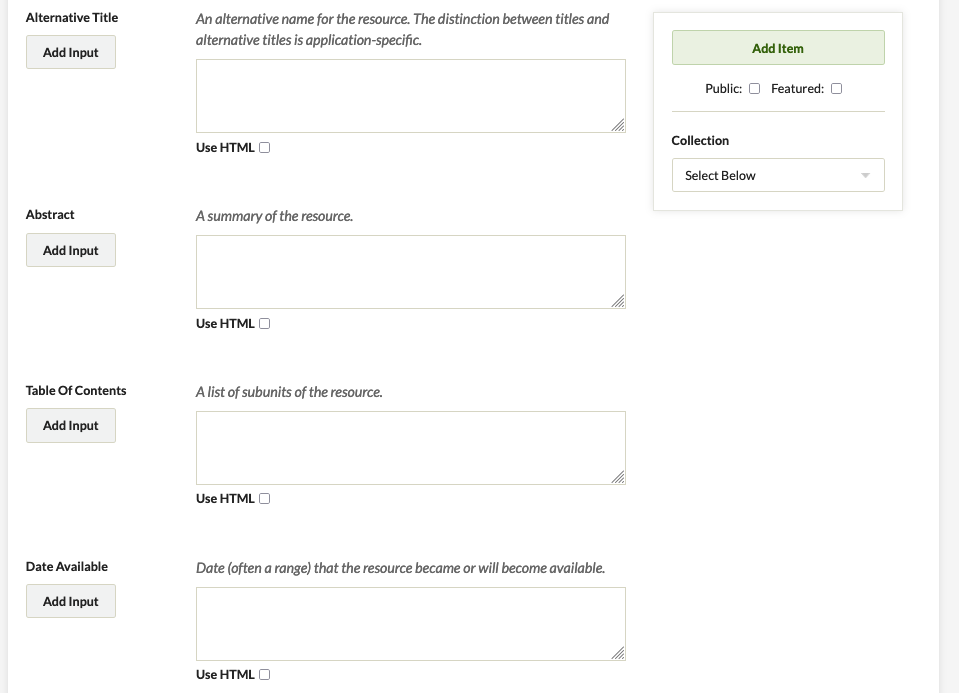 Alternative Title
Add Input
An alternative name for the resource. The distinction between titles and
alternative titles is application-specific.
Use HTML
Abstract
Add Input
A summary of the resource.
Use HTML
Table Of Contents
Add Input
A list of subunits of the resource.
Use HTML
Date Available
Add Input
Date (often a range) that the resource became or will become available.
Use HTML
Add Item
Public: Featured:
Collection
Select Below